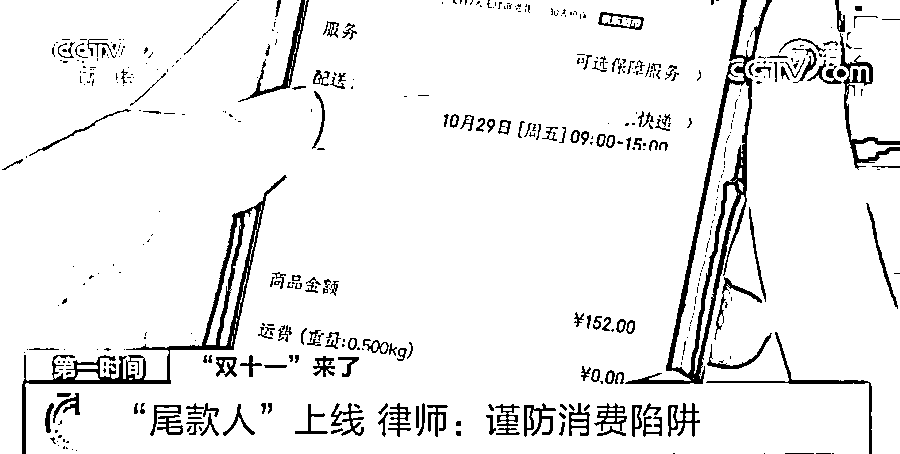 CCTV
服务
可选保障服务 〉
CCTV.com
配送：
快递 〉
10月29日 [周五] 09:00-15:00
商品金额
¥152.00
运费 (重量:0.500kg)
¥0.00
第一时间
“双十一”来了
“尾款人”上线 律师：谨防消费陷阱